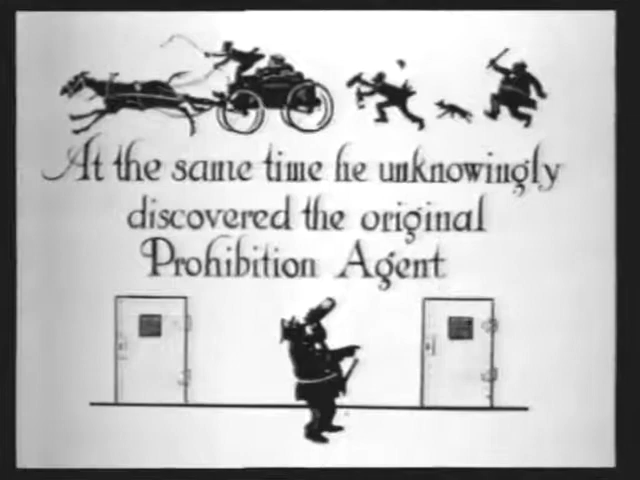 At the same time he unknowingly
discovered the original
Prohibition Agent